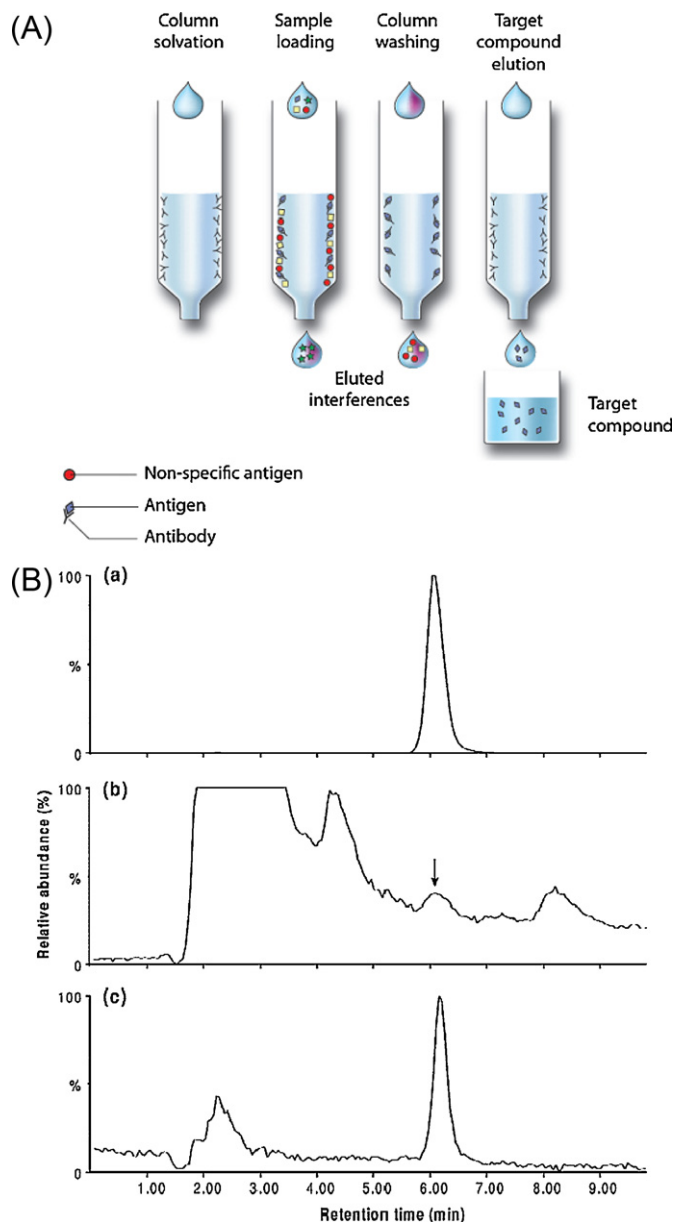 (A)
Column solvation
Sample loading
Column washing
Target compound elution
Eluted interferences
Target compound
Non-specific antigen
Antigen
Antibody
(B)
(a)
100
%
0
(b)
100
%
0
(c)
100
%
0
Relative abundance (%)
1.00 2.00 3.00 4.00 5.00 6.00 7.00 8.00 9.00
Retention time (min)